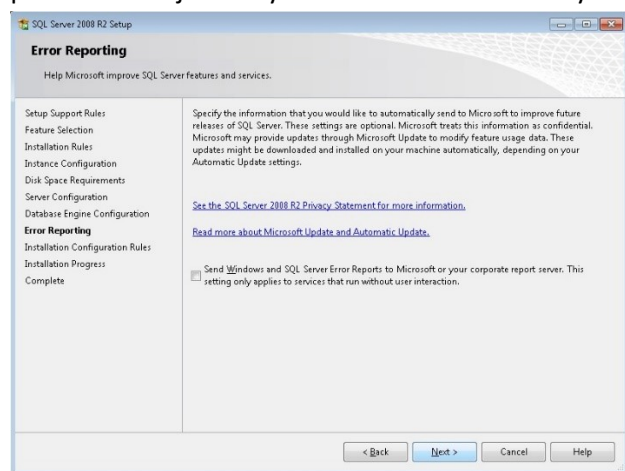 SQL Server 2008 R2 Setup
Error Reporting
Help Microsoft improve SQL Server features and services.
Setup Support Rules
Feature Selection
Installation Rules
Instance Configuration
Disk Space Requirements
Server Configuration
Database Engine Configuration
Error Reporting
Installation Configuration Rules
Installation Progress
Complete
Specify the information that you would like to automatically send to Microsoft to improve future
releases of SQL Server. These settings are optional. Microsoft treats this information as confidential.
Microsoft may provide updates through Microsoft Update to modify feature usage data. These
updates might be downloaded and installed on your machine automatically, depending on your
Automatic Update settings.
See the SQL Server 2008 R2 Privacy Statement for more information.
Read more about Microsoft Update and Automatic Update.
Send Windows and SQL Server Error Reports to Microsoft or your corporate report server. This
setting only applies to services that run without user interaction.
< Back
Next >
Cancel
Help